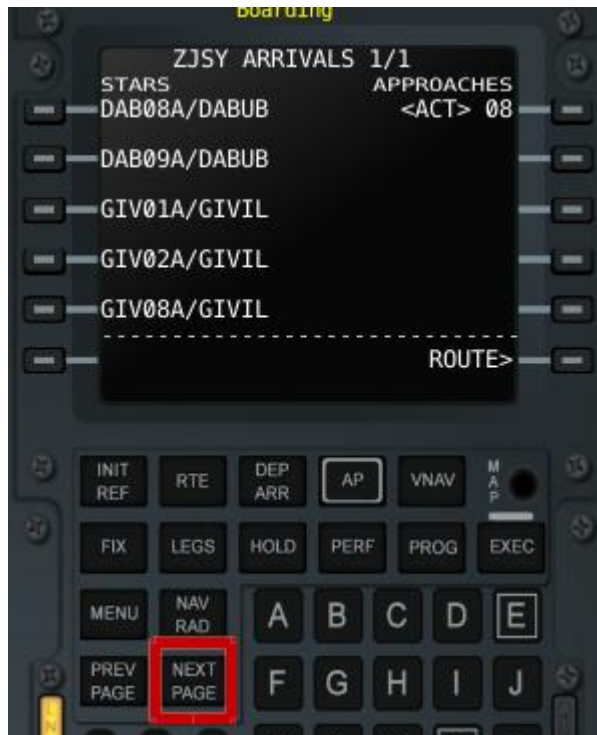 Boarding
ZJSY ARRIVALS 1/1
STARS APPROACHES
DAB08A/DABUB <ACT> 08
DAB09A/DABUB
GIV01A/GIVIL
GIV02A/GIVIL
GIV08A/GIVIL
ROUTE>
INIT REF RTE DEP ARR AP VNAV MAP
FIX LEGS HOLD PERF PROG EXEC
MENU NAV RAD A B C D E
PREV PAGE NEXT PAGE F G H I J